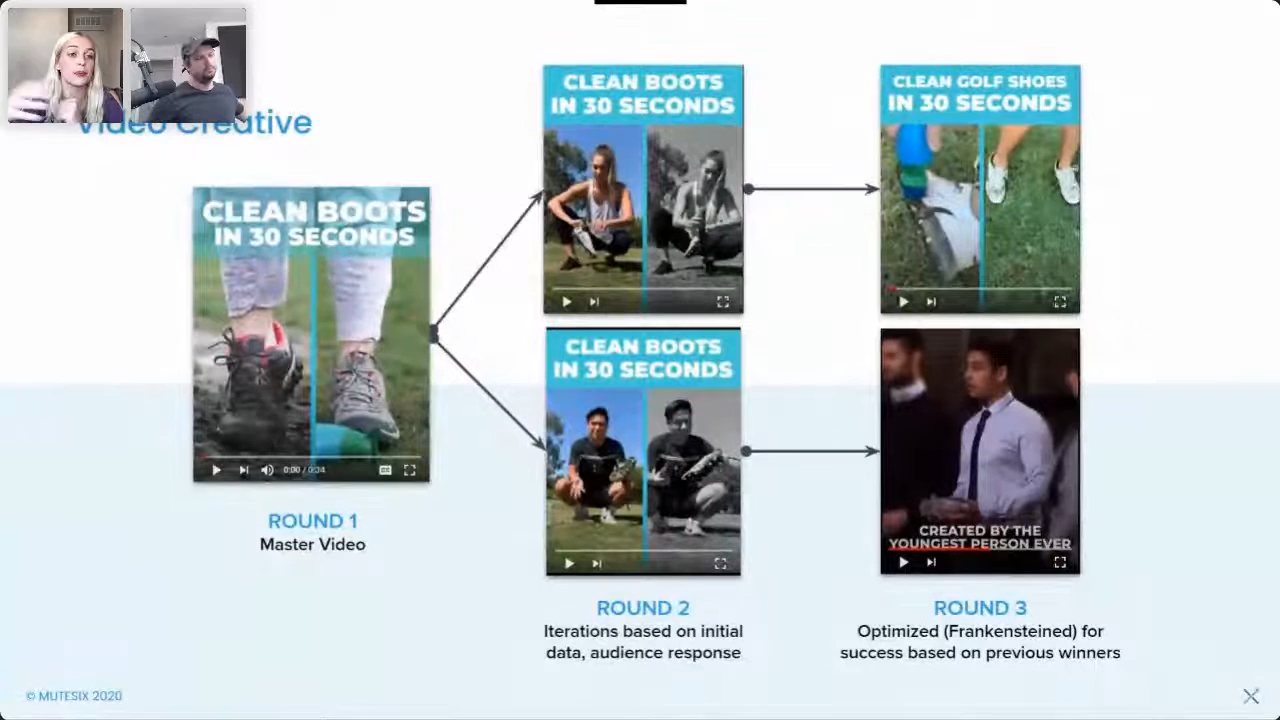 Video Creative
CLEAN BOOTS
IN 30 SECONDS
0:00 / 0:34
CC
ROUND 1
Master Video
CLEAN BOOTS
IN 30 SECONDS
CLEAN BOOTS
IN 30 SECONDS
ROUND 2
Iterations based on initial
data, audience response
CLEAN GOLF SHOES
IN 30 SECONDS
CREATED BY THE
YOUNGEST PERSON EVER
ROUND 3
Optimized (Frankensteined) for
success based on previous winners
© MUTESIX 2020